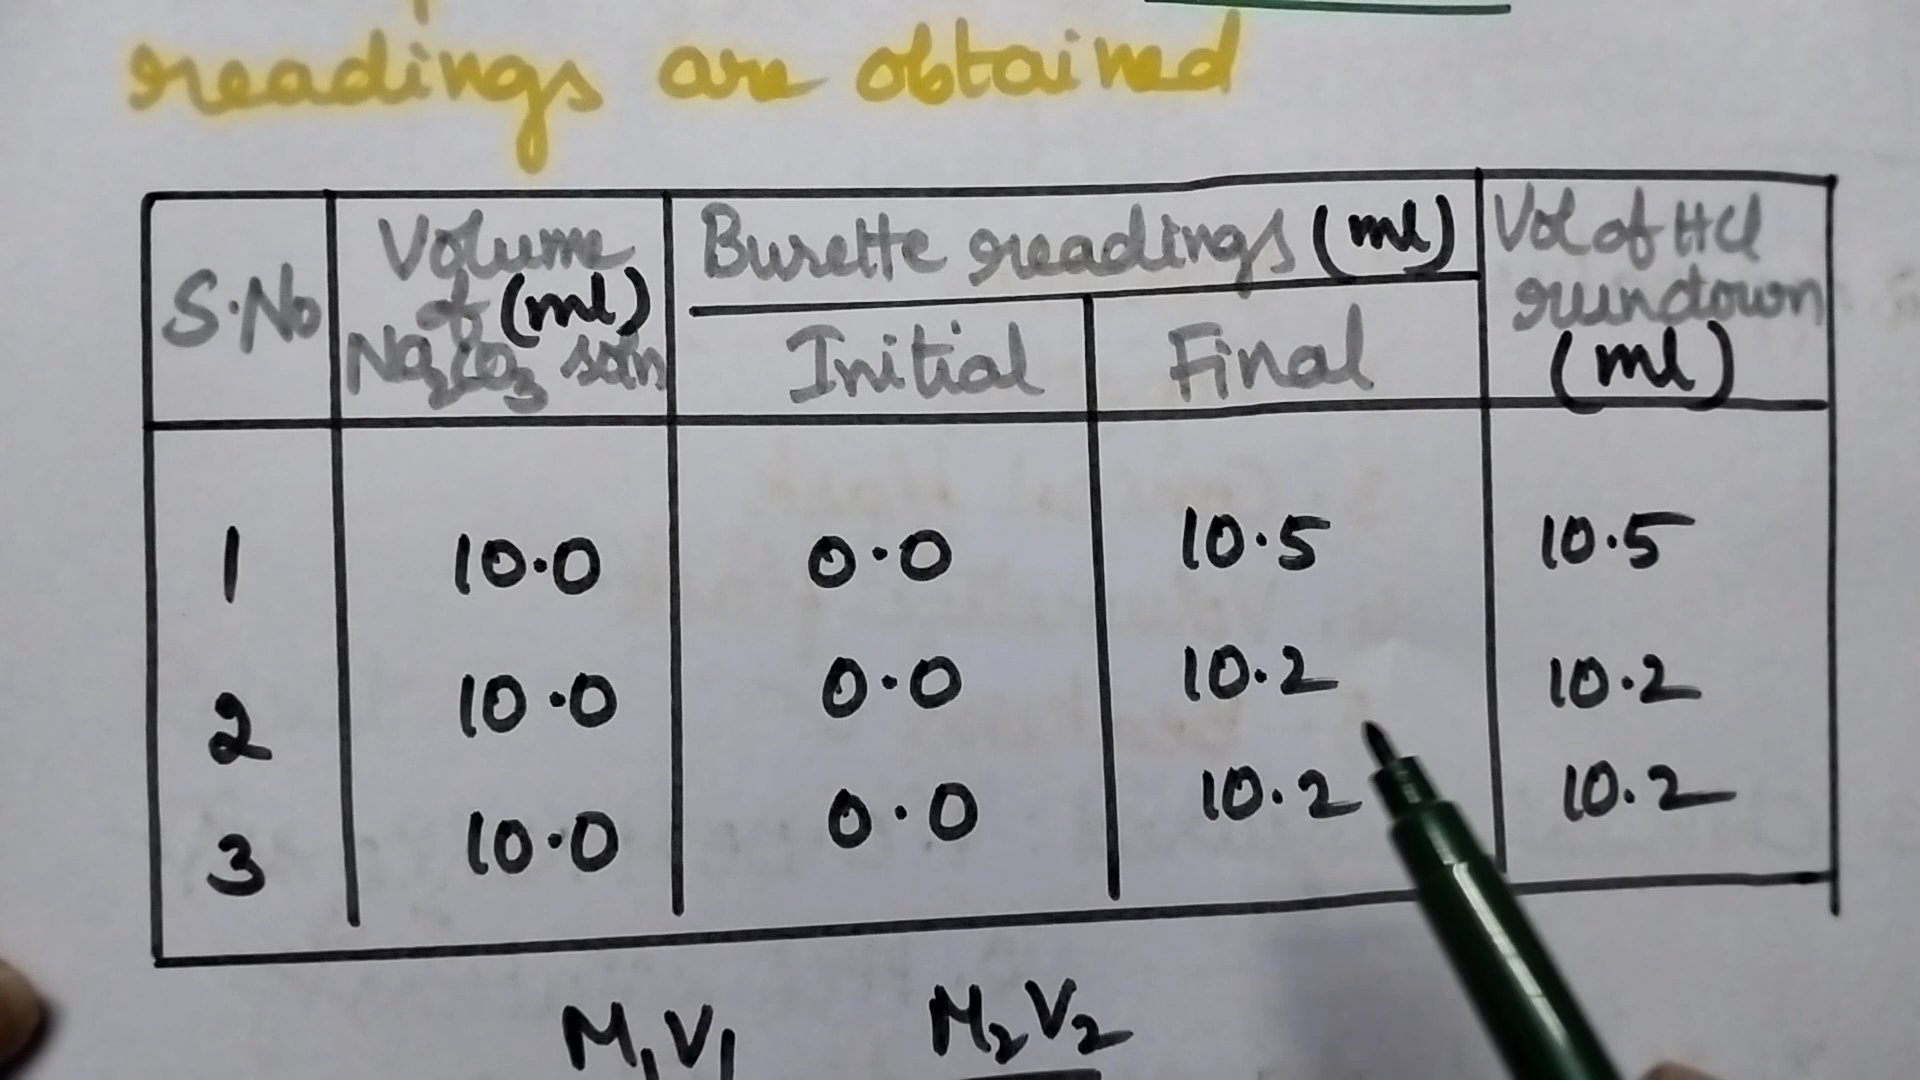 readings are obtained
S.No
Volume
of (ml)
Na2CO3 soln
Burette readings (ml)
Initial
Final
Vol of HCl
rundown
(ml)
1 10.0 0.0 10.5 10.5
2 10.0 0.0 10.2 10.2
3 10.0 0.0 10.2 10.2
M1V1 M2V2